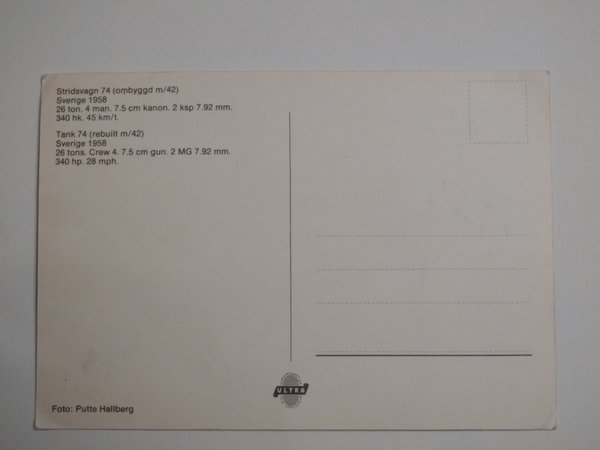 Stridsvagn 74 (ombyggd m/42)
Sverige 1958
26 ton. 4 man. 7.5 cm kanon. 2 ksp 7.92 mm.
340 hk. 45 km/t.
Tank 74 (rebuilt m/42)
Sverige 1958
26 tons. Crew 4. 7.5 cm gun. 2 MG 7.92 mm.
340 hp. 28 mph.
ULTRA
Foto: Putte Hallberg